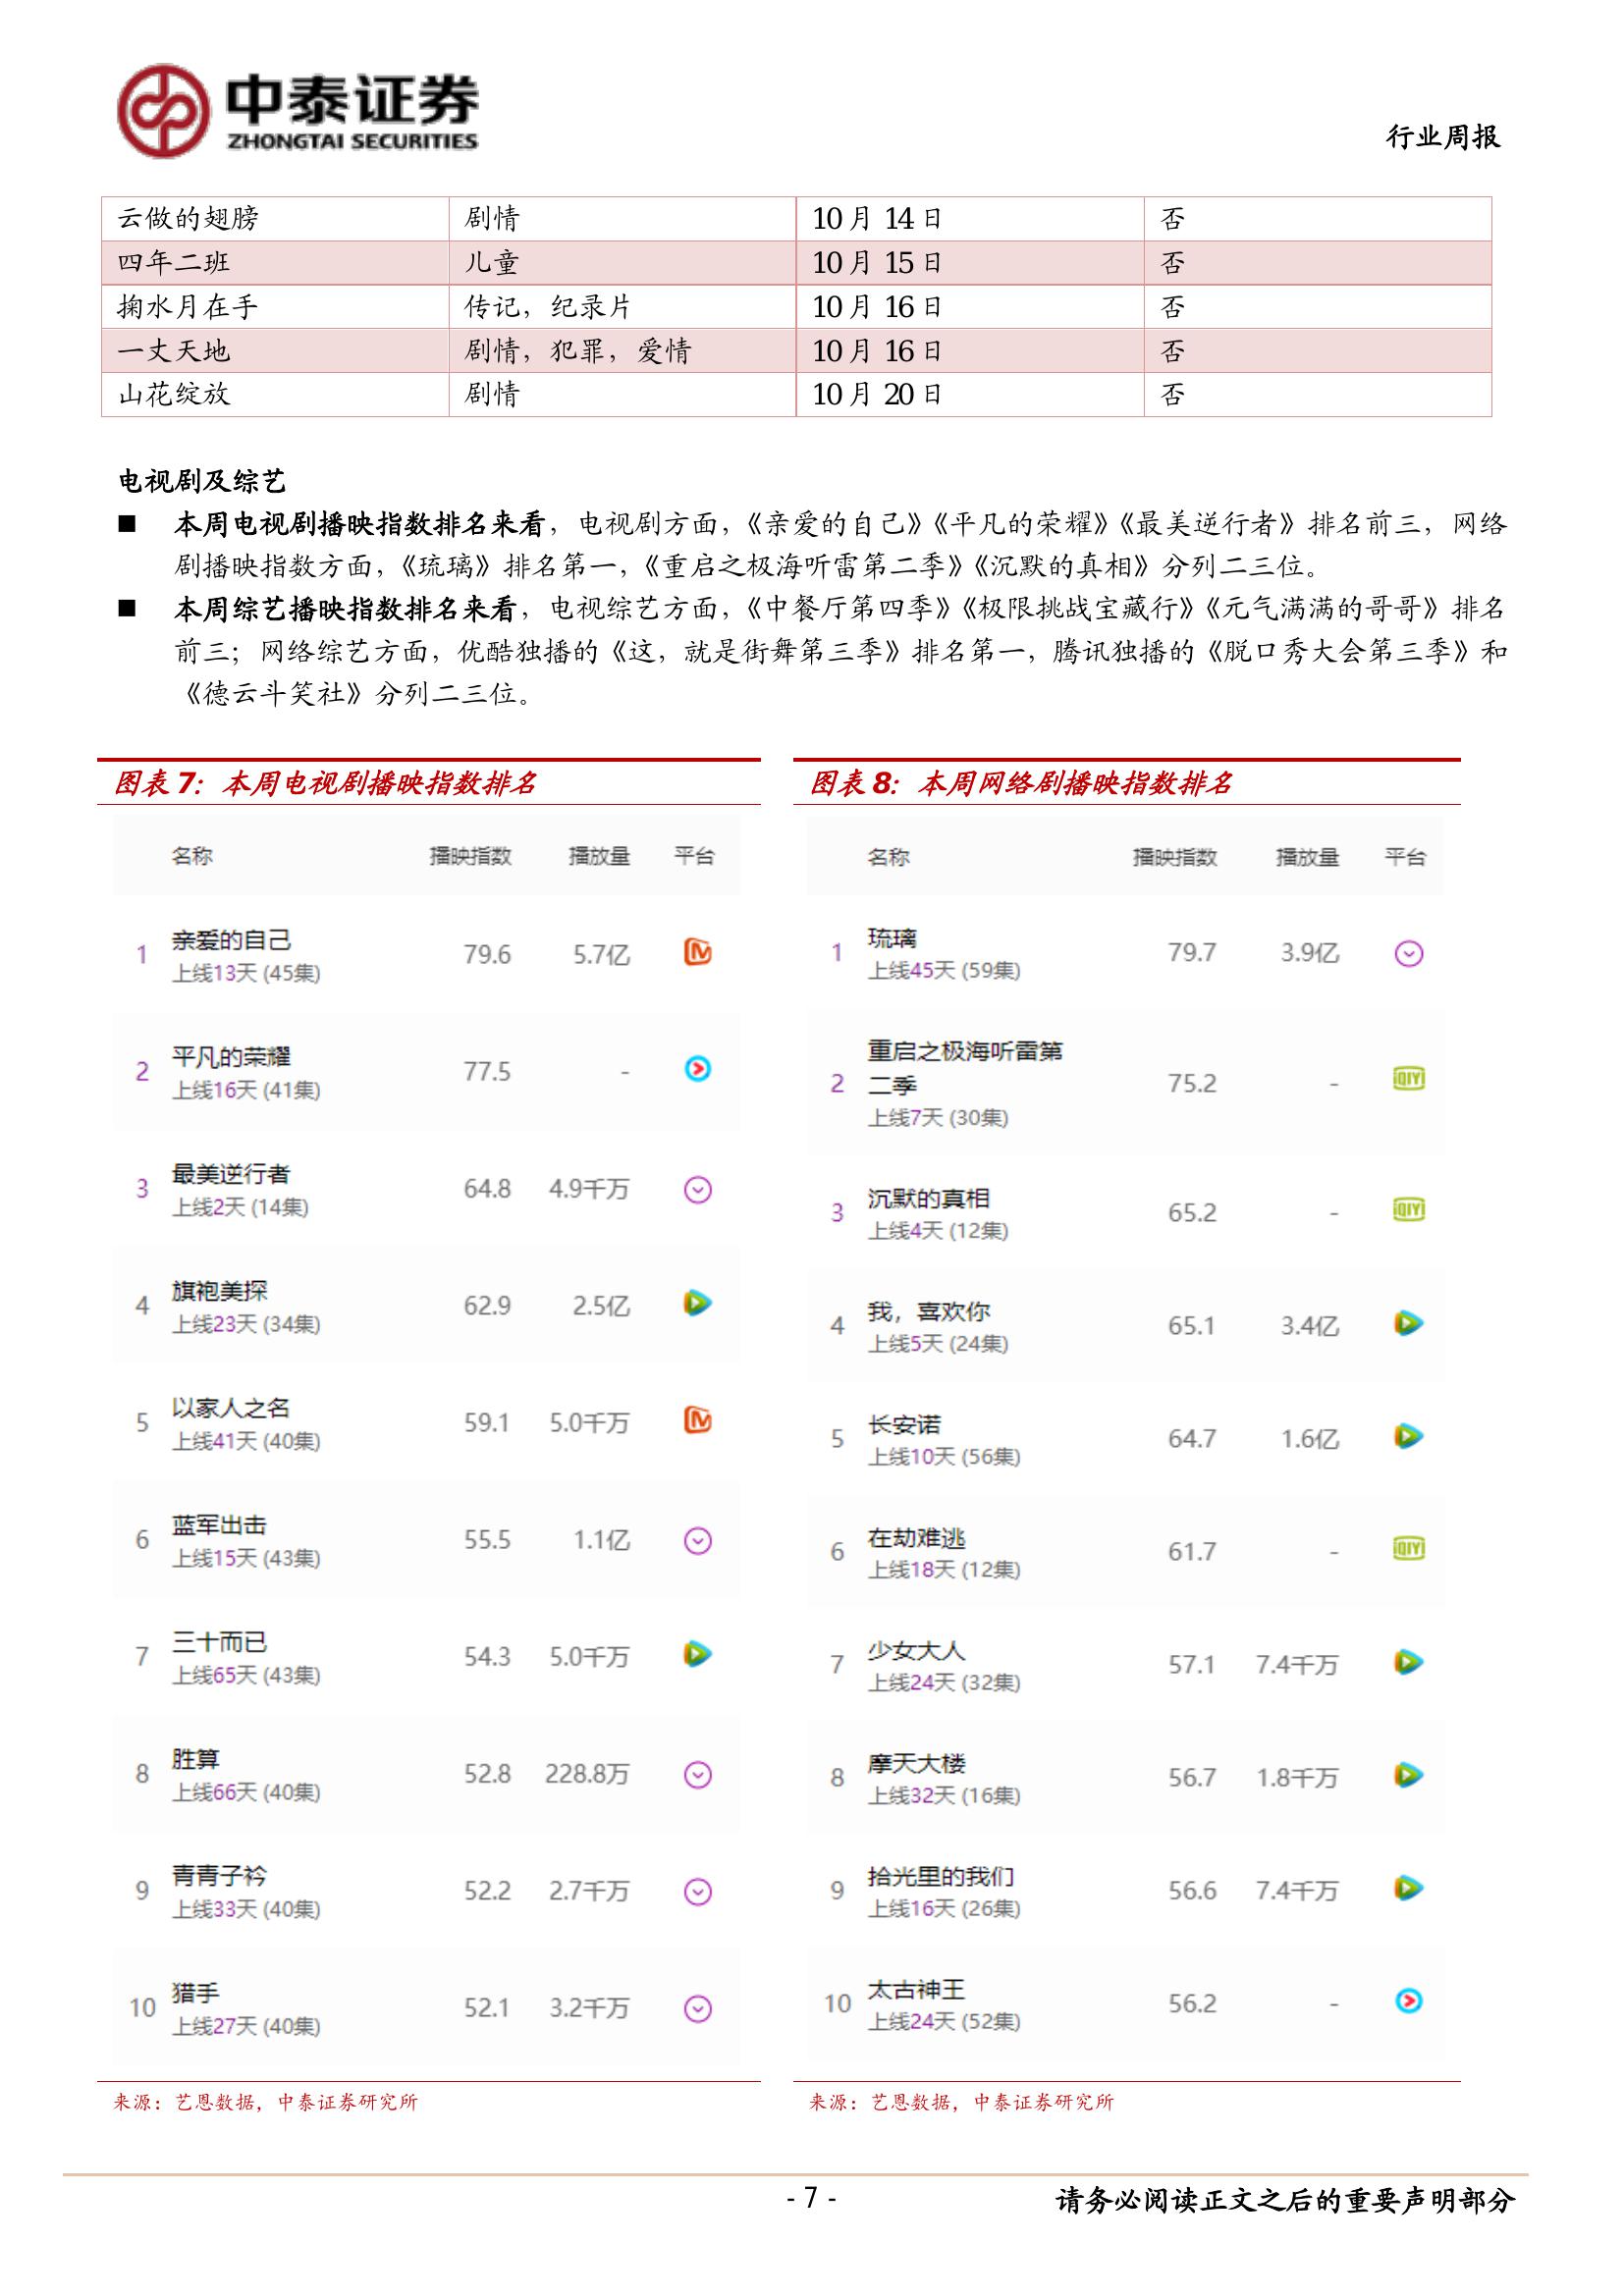 中泰证券
ZHONGTAI SECURITIES
行业周报
云做的翅膀 剧情 10 月 14 日 否
四年二班 儿童 10 月 15 日 否
掬水月在手 传记，纪录片 10 月 16 日 否
一丈天地 剧情，犯罪，爱情 10 月 16 日 否
山花绽放 剧情 10 月 20 日 否
电视剧及综艺
■ 本周电视剧播映指数排名来看，电视剧方面，《亲爱的自己》《平凡的荣耀》《最美逆行者》排名前三，网络
剧播映指数方面，《琉璃》排名第一，《重启之极海听雷第二季》《沉默的真相》分列二三位。
■ 本周综艺播映指数排名来看，电视综艺方面，《中餐厅第四季》《极限挑战宝藏行》《元气满满的哥哥》排名
前三；网络综艺方面，优酷独播的《这，就是街舞第三季》排名第一，腾讯独播的《脱口秀大会第三季》和
《德云斗笑社》分列二三位。
图表 7：本周电视剧播映指数排名
名称 播映指数 播放量 平台
1 亲爱的自己 79.6 5.7亿
上线13天 (45集)
2 平凡的荣耀 77.5 -
上线16天 (41集)
3 最美逆行者 64.8 4.9千万
上线2天 (14集)
4 旗袍美探 62.9 2.5亿
上线23天 (34集)
5 以家人之名 59.1 5.0千万
上线41天 (40集)
6 蓝军出击 55.5 1.1亿
上线15天 (43集)
7 三十而已 54.3 5.0千万
上线65天 (43集)
8 胜算 52.8 228.8万
上线66天 (40集)
9 青青子衿 52.2 2.7千万
上线33天 (40集)
10 猎手 52.1 3.2千万
上线27天 (40集)
来源：艺恩数据，中泰证券研究所
图表 8：本周网络剧播映指数排名
名称 播映指数 播放量 平台
1 琉璃 79.7 3.9亿
上线45天 (59集)
重启之极海听雷第
2 二季 75.2 - iQIY
上线7天 (30集)
3 沉默的真相 65.2 - iQIY
上线4天 (12集)
4 我，喜欢你 65.1 3.4亿
上线5天 (24集)
5 长安诺 64.7 1.6亿
上线10天 (56集)
6 在劫难逃 61.7 - iQIY
上线18天 (12集)
7 少女大人 57.1 7.4千万
上线24天 (32集)
8 摩天大楼 56.7 1.8千万
上线32天 (16集)
9 拾光里的我们 56.6 7.4千万
上线16天 (26集)
10 太古神王 56.2 -
上线24天 (52集)
来源：艺恩数据，中泰证券研究所
- 7 -
请务必阅读正文之后的重要声明部分